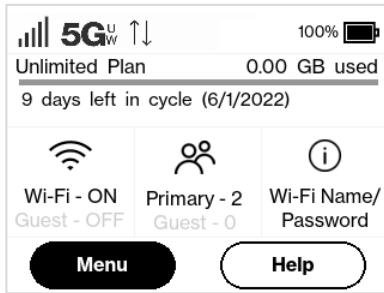 5G UW 100%
Unlimited Plan 0.00 GB used
9 days left in cycle (6/1/2022)
Wi-Fi - ON Primary - 2 Wi-Fi Name/
Guest - OFF Guest - 0 Password
Menu Help